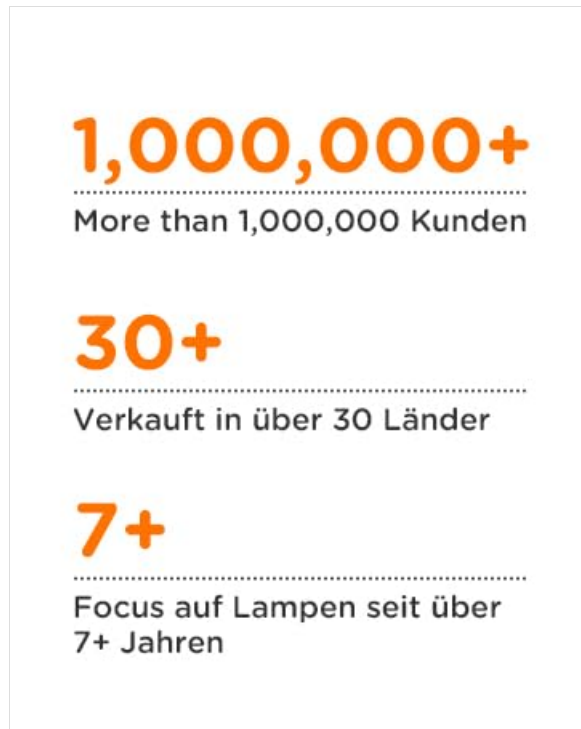 1,000,000+
More than 1,000,000 Kunden
30+
Verkauft in über 30 Länder
7+
Focus auf Lampen seit über
7+ Jahren